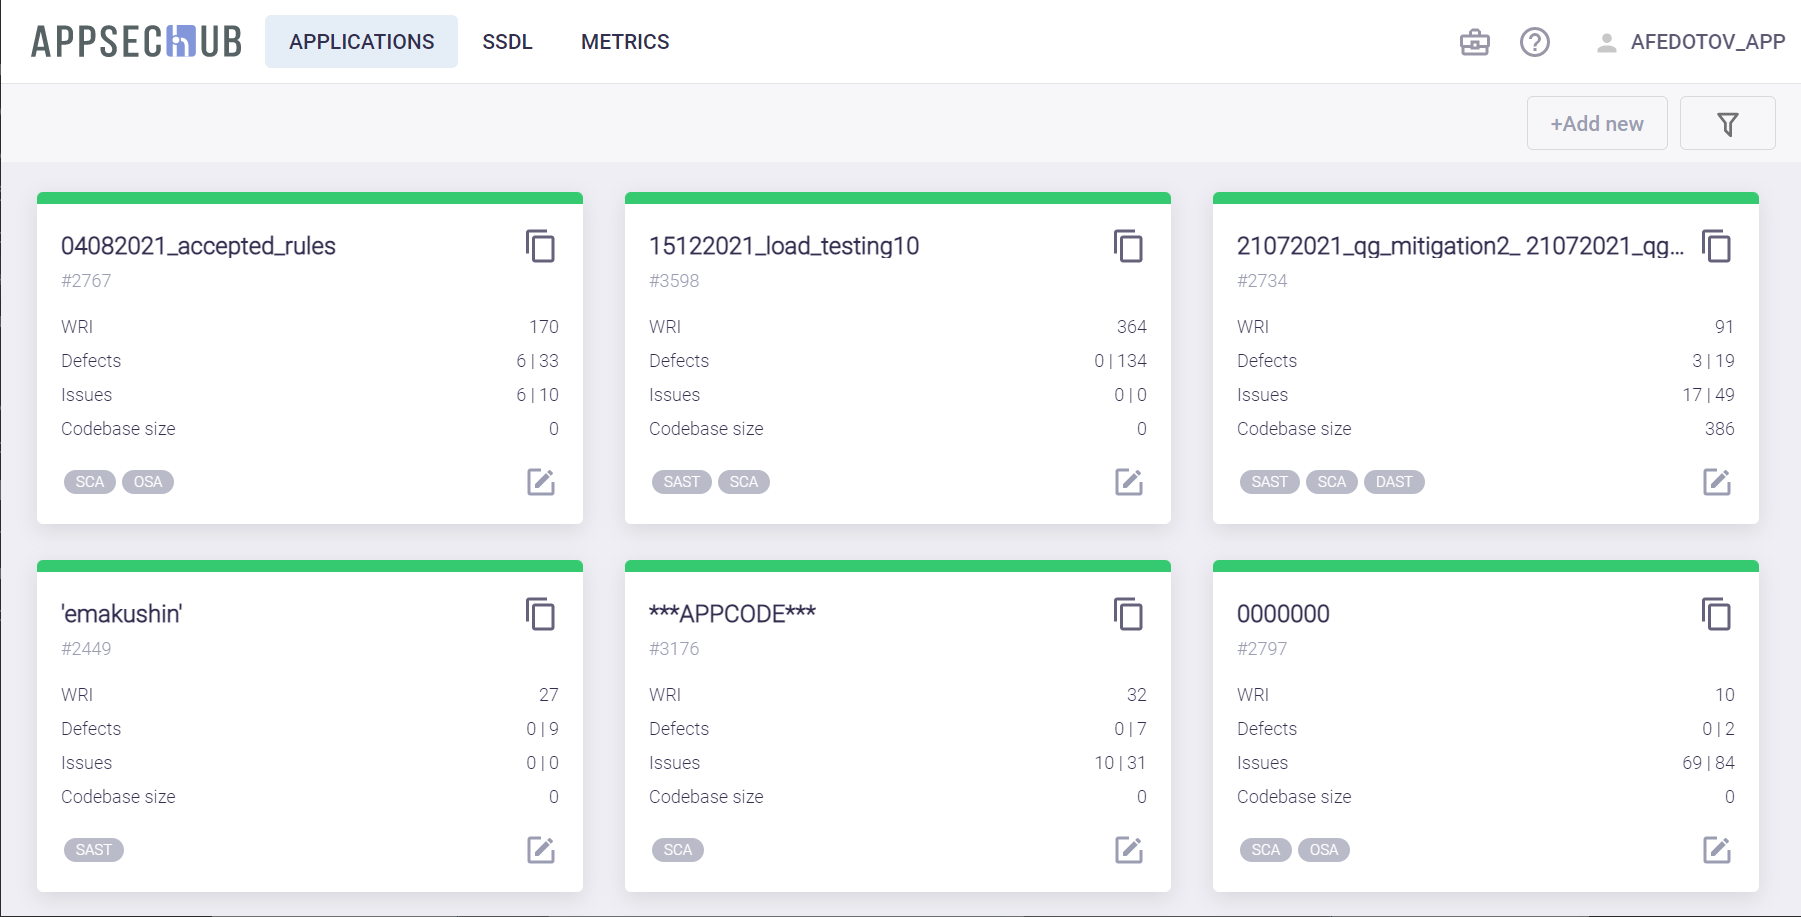 APPSECHUB APPLICATIONS SSDL METRICS AFEDOTOV_APP
+Add new
04082021_accepted_rules
#2767
WRI 170
Defects 6 | 33
Issues 6 | 10
Codebase size 0
SCA OSA
15122021_load_testing10
#3598
WRI 364
Defects 0 | 134
Issues 0 | 0
Codebase size 0
SAST SCA
21072021_qg_mitigation2_ 21072021_qg...
#2734
WRI 91
Defects 3 | 19
Issues 17 | 49
Codebase size 386
SAST SCA DAST
'emakushin'
#2449
WRI 27
Defects 0 | 9
Issues 0 | 0
Codebase size 0
SAST
***APPCODE***
#3176
WRI 32
Defects 0 | 7
Issues 10 | 31
Codebase size 0
SCA
0000000
#2797
WRI 10
Defects 0 | 2
Issues 69 | 84
Codebase size 0
SCA OSA